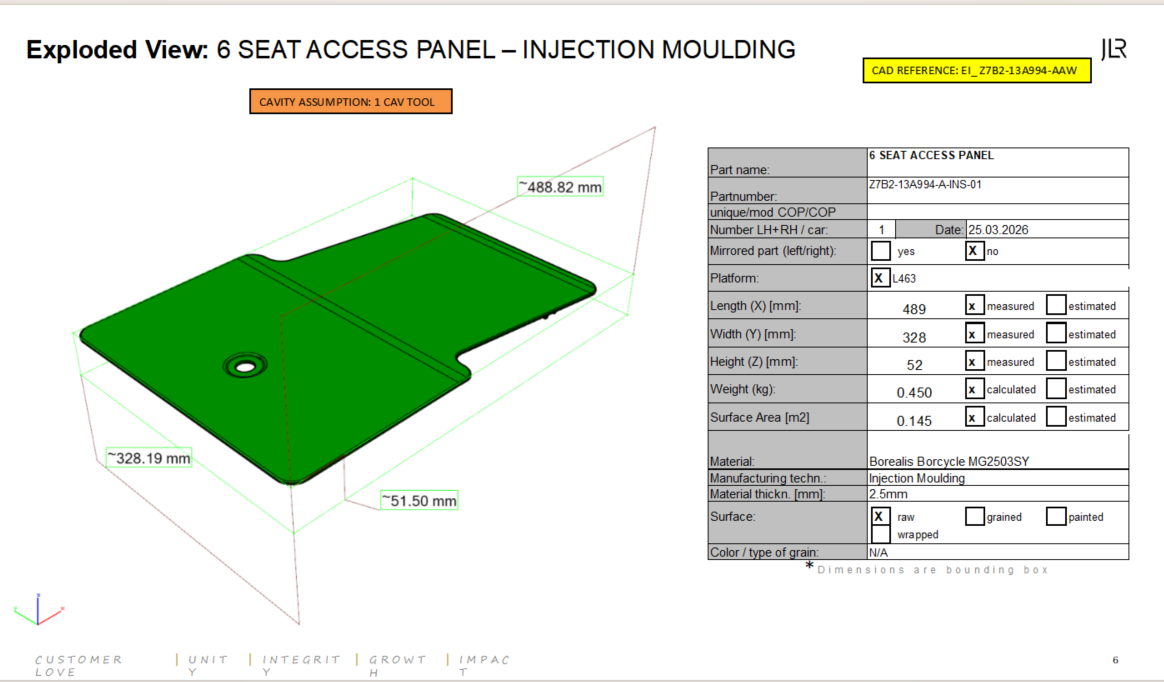 Exploded View: 6 SEAT ACCESS PANEL – INJECTION MOULDING
JLR
CAD REFERENCE: EI_Z7B2-13A994-AAW
CAVITY ASSUMPTION: 1 CAV TOOL
~488.82 mm
~328.19 mm
~51.50 mm
Part name: 6 SEAT ACCESS PANEL
Partnumber: Z7B2-13A994-A-INS-01
unique/mod COP/COP
Number LH+RH / car: 1 Date: 25.03.2026
Mirrored part (left/right): yes X no
Platform: X L463
Length (X) [mm]: 489 x measured estimated
Width (Y) [mm]: 328 x measured estimated
Height (Z) [mm]: 52 x measured estimated
Weight (kg): 0.450 x calculated estimated
Surface Area [m2] 0.145 x calculated estimated
Material: Borealis Borcycle MG2503SY
Manufacturing techn.: Injection Moulding
Material thickn. [mm]: 2.5mm
Surface: X raw grained painted
wrapped
Color / type of grain: N/A
*Dimensions are bounding box
CUSTOMER | UNIT | INTEGRIT | GROWT | IMPAC
LOVE Y Y H T
6